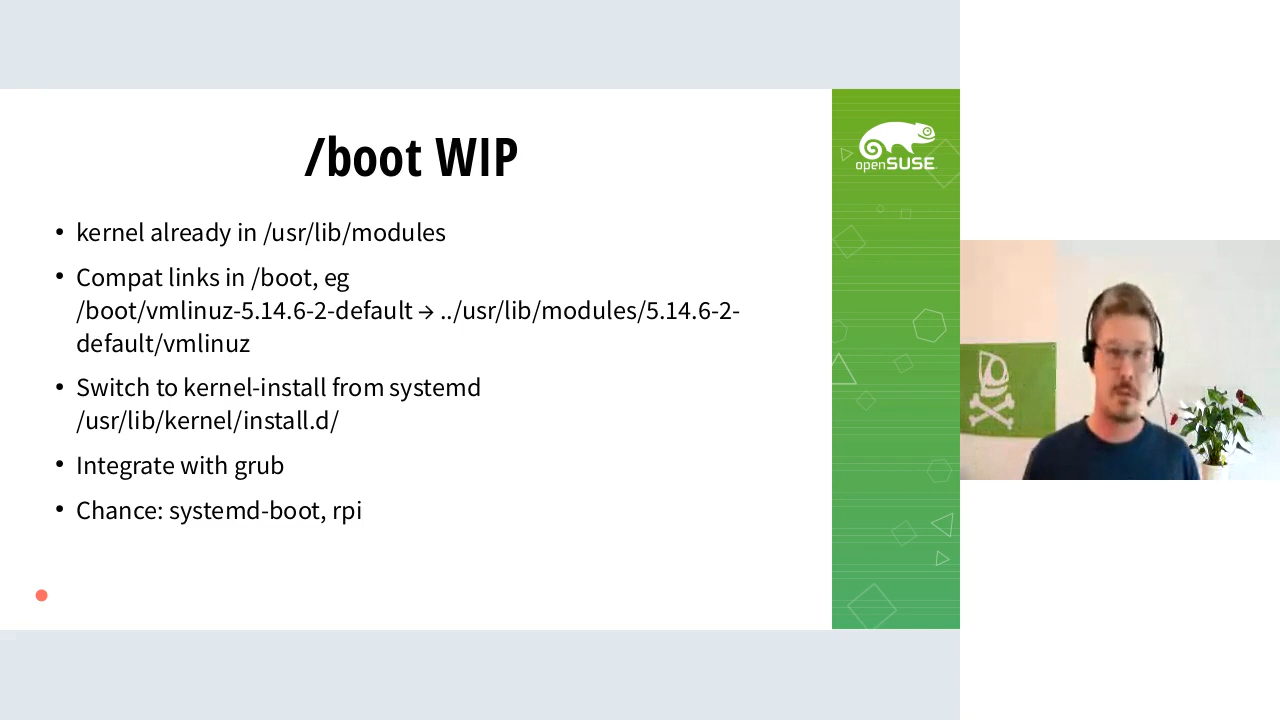 /boot WIP
openSUSE
• kernel already in /usr/lib/modules
• Compat links in /boot, eg
/boot/vmlinuz-5.14.6-2-default → ../usr/lib/modules/5.14.6-2-
default/vmlinuz
• Switch to kernel-install from systemd
/usr/lib/kernel/install.d/
• Integrate with grub
• Chance: systemd-boot, rpi